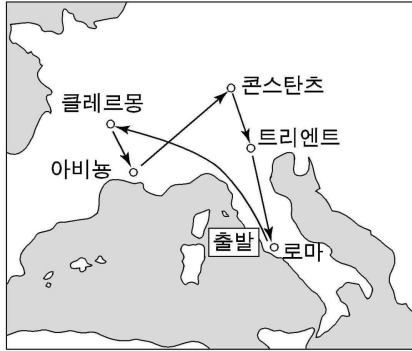 콘스탄츠
클레르몽
트리엔트
아비뇽
출발
로마